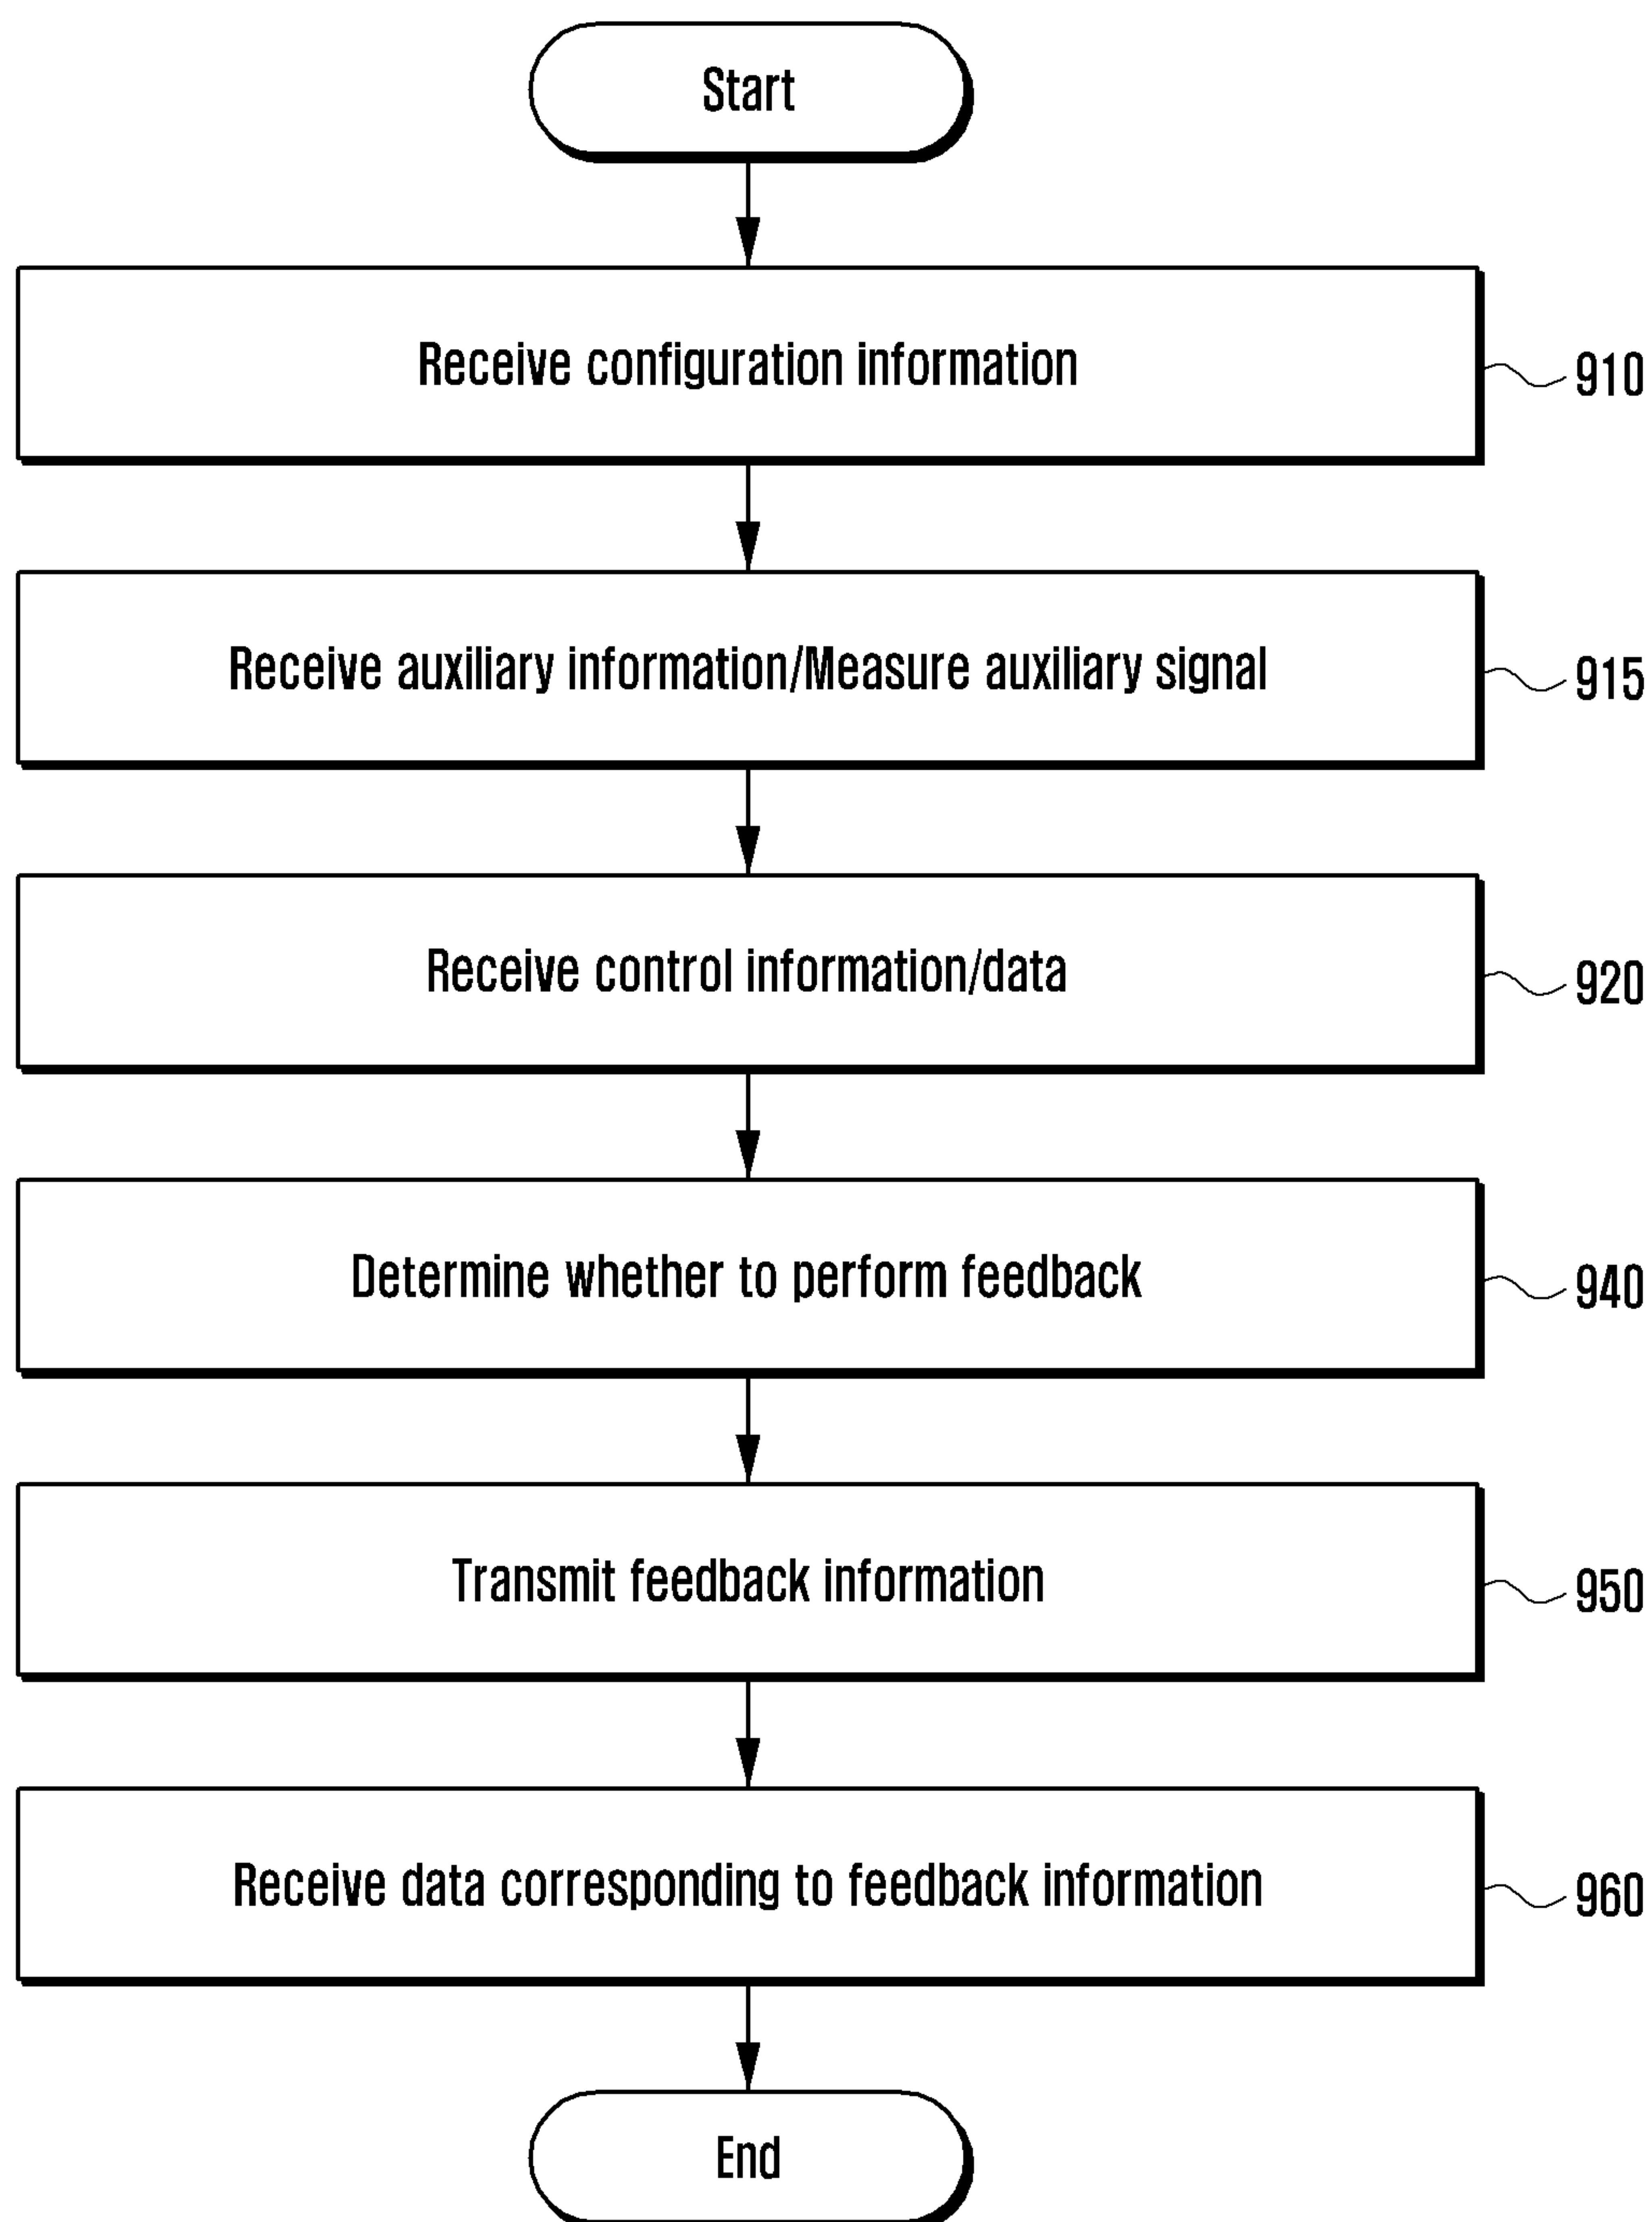 Start
Receive configuration information
910
Receive auxiliary information/Measure auxiliary signal
915
Receive control information/data
920
Determine whether to perform feedback
940
Transmit feedback information
950
Receive data corresponding to feedback information
960
End